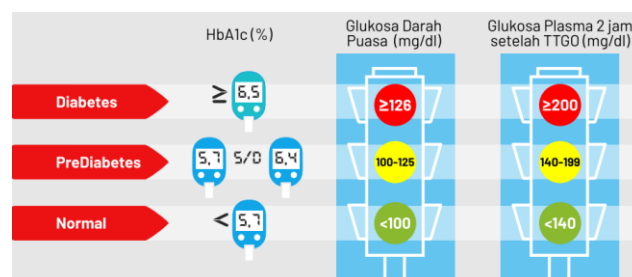 HbA1c (%)
Glukosa Darah
Puasa (mg/dl)
Glukosa Plasma 2 jam
setelah TTGO (mg/dl)
Diabetes
≥ 6,5
≥126
≥200
PreDiabetes
5,7 S/D 6,4
100-125
140-199
Normal
< 5,7
<100
<140